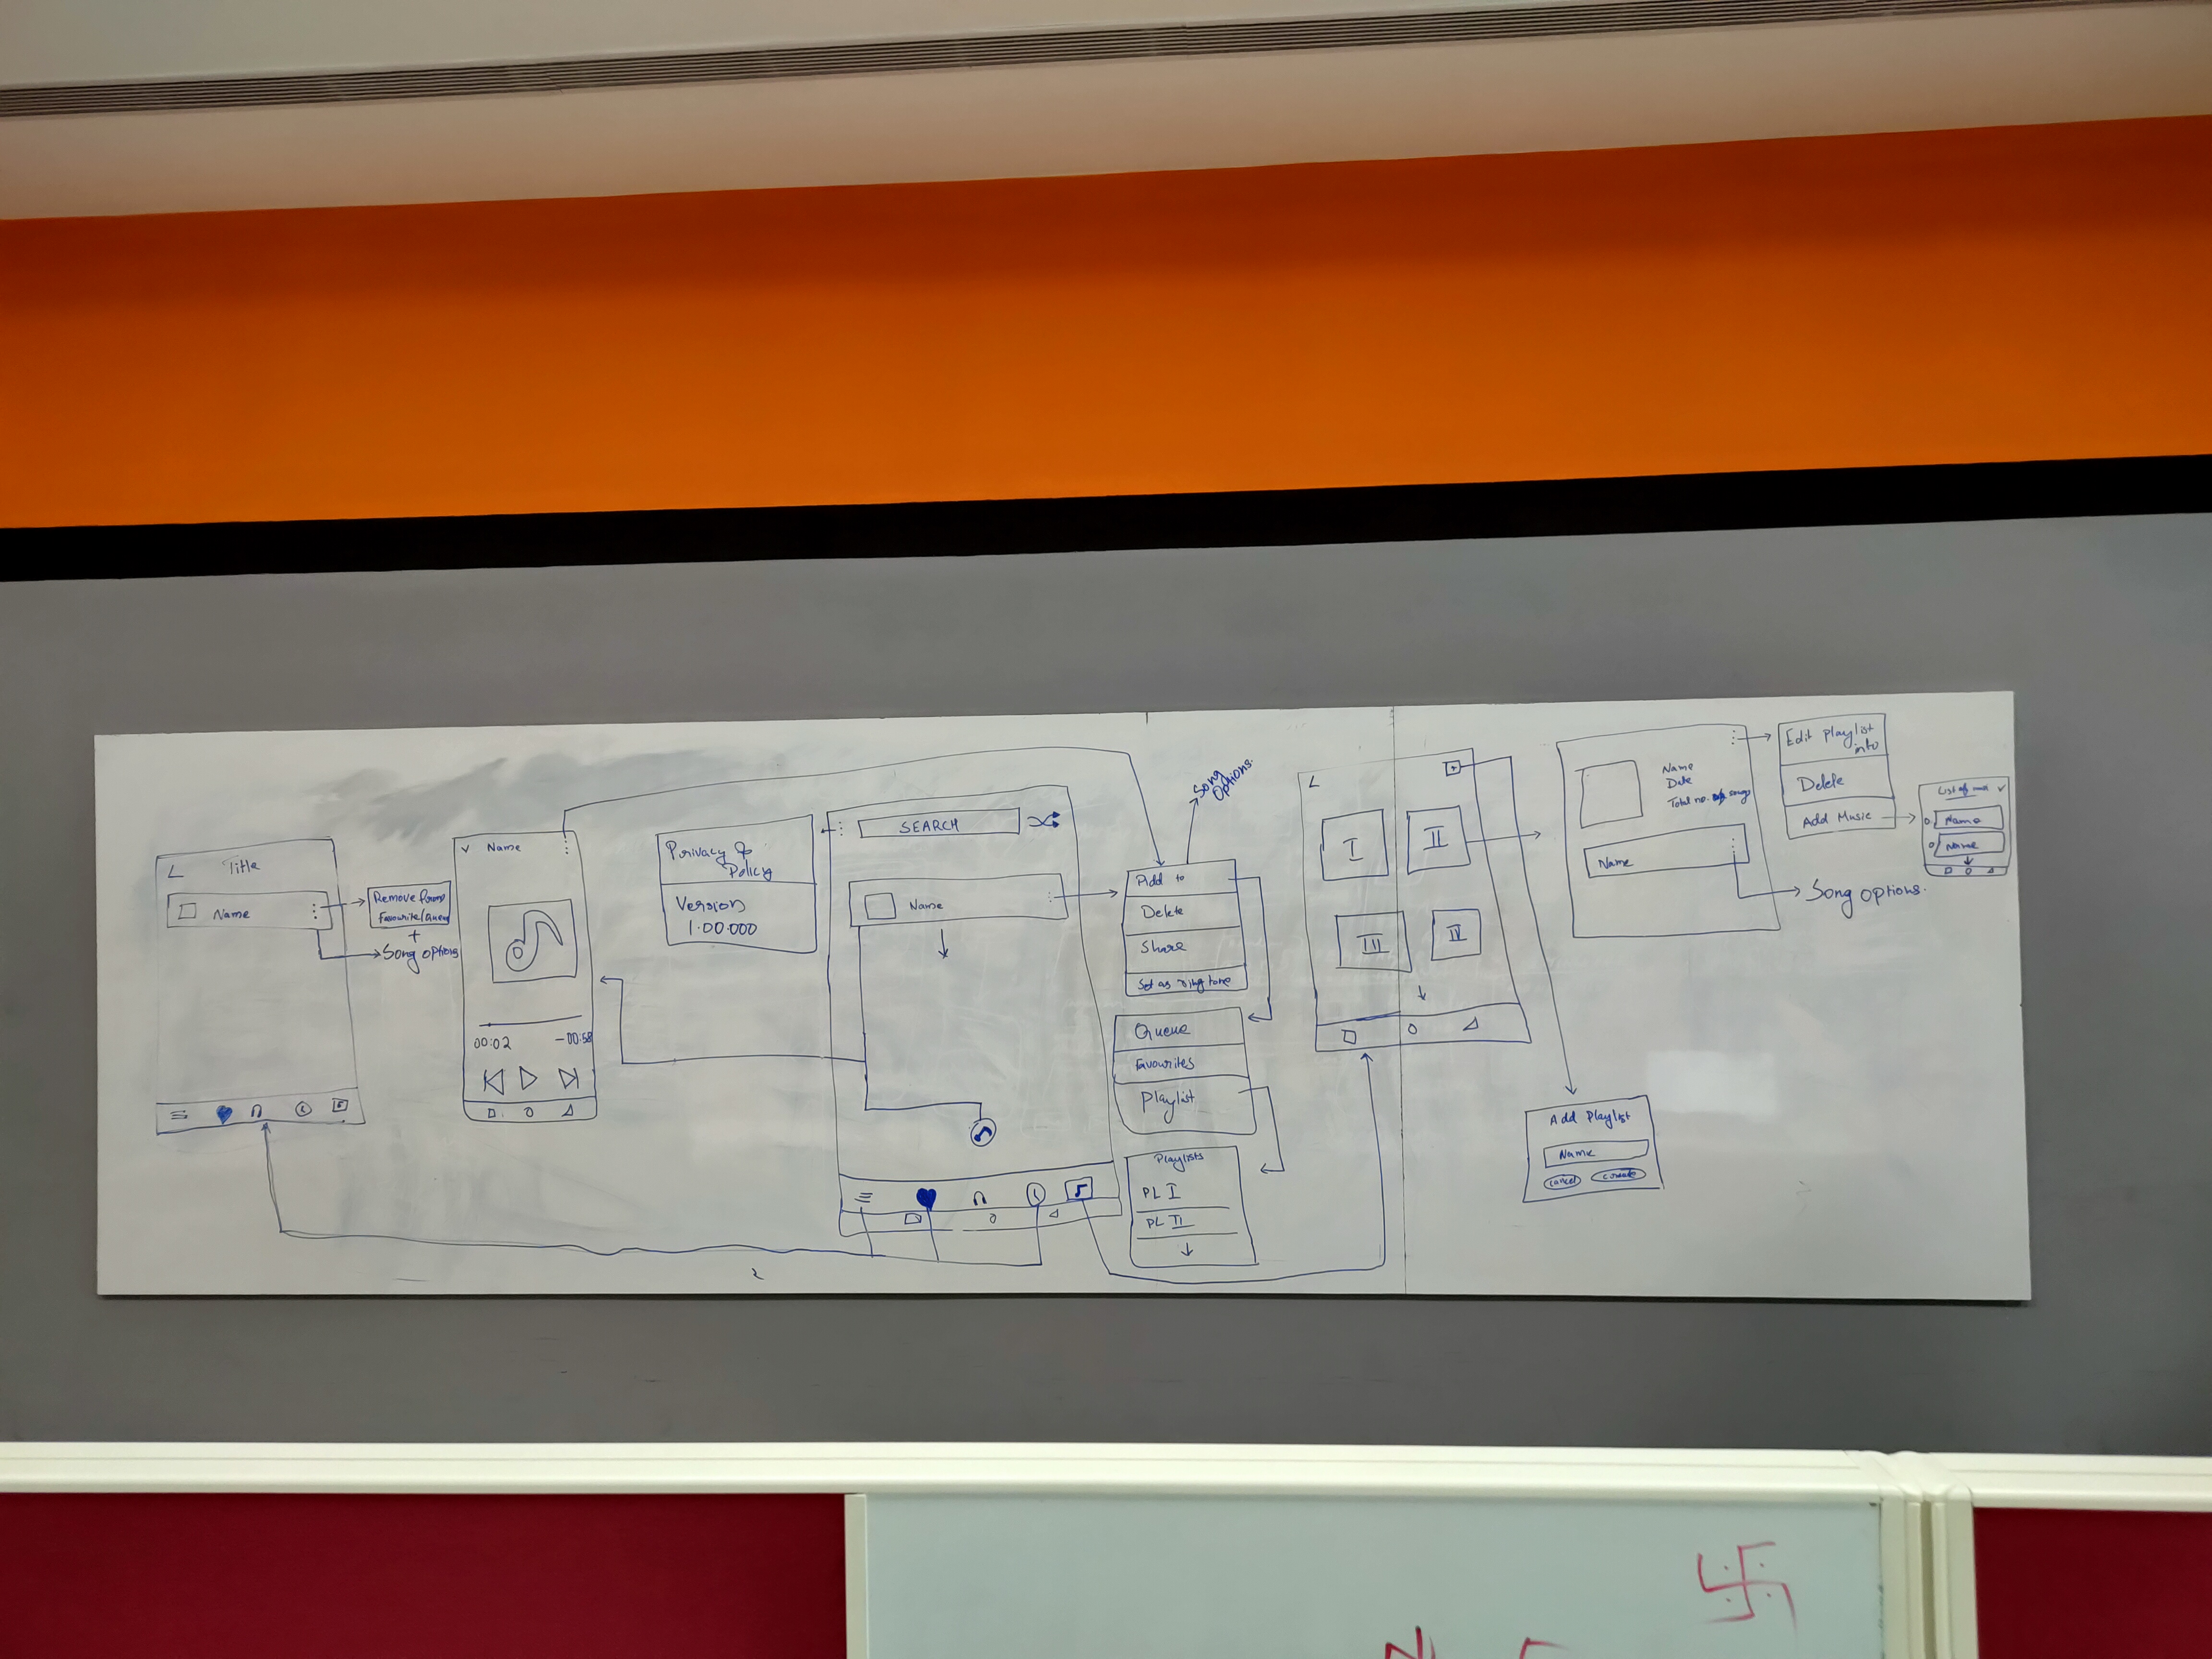 Title
Name
Remove from
Favourite/Queue
+
Song options
Name
00:02
-00:58
Privacy &
Policy
Version
1.00.000
SEARCH
Name
Song
Options.
Add to
Delete
Share
Set as ring tone
Queue
Favourites
Playlist
Playlists
PL I
PL II
I
II
III
IV
Name
Date
Total no. of songs
Name
Song options.
Edit Playlist
into
Delete
Add Music
List of
Name
Name
Add Playlist
Name
Cancel
Create